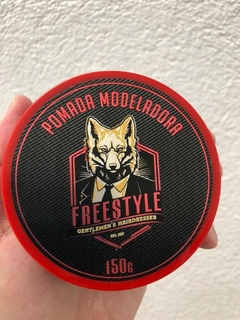 POMADA MODELADORA
FREESTYLE
GENTLEMEN'S HAIRDRESSER
150G